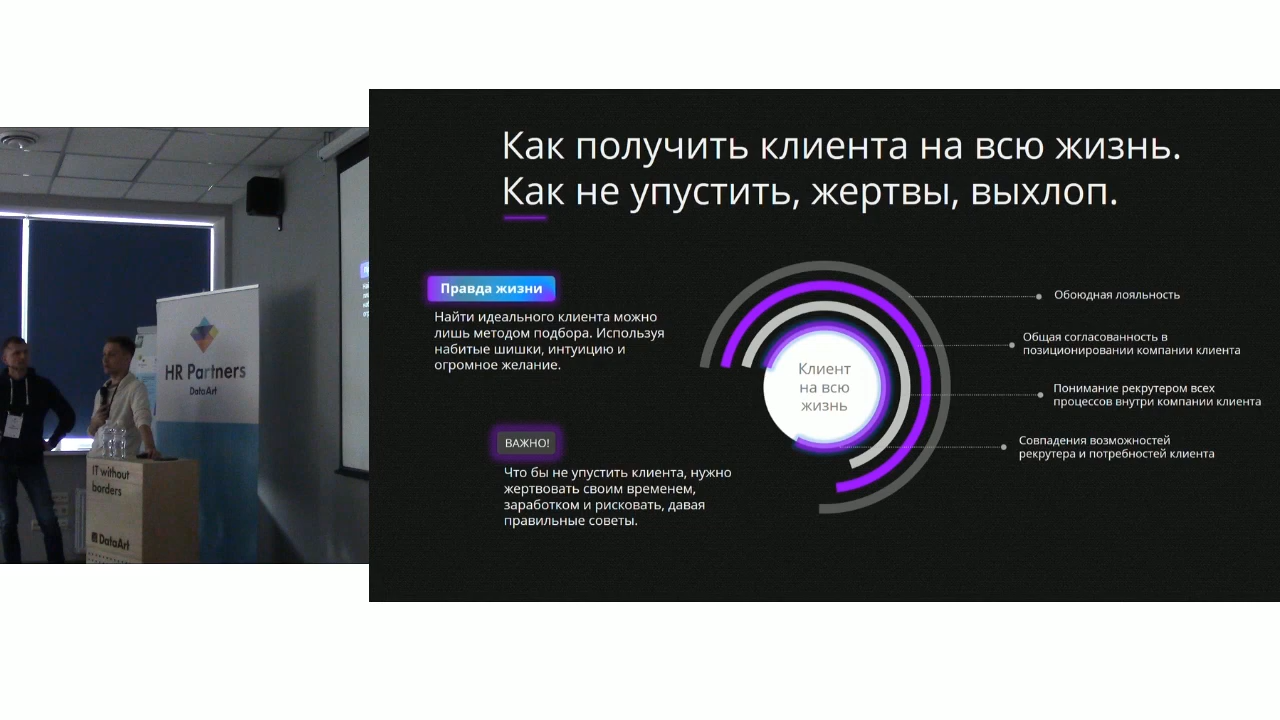 Как получить клиента на всю жизнь.
Как не упустить, жертвы, выхлоп.
Правда жизни
Найти идеального клиента можно
лишь методом подбора. Используя
набитые шишки, интуицию и
огромное желание.
ВАЖНО!
Что бы не упустить клиента, нужно
жертвовать своим временем,
заработком и рисковать, давая
правильные советы.
Клиент
на всю
жизнь
Обоюдная лояльность
Общая согласованность в
позиционировании компании клиента
Понимание рекрутером всех
процессов внутри компании клиента
Совпадения возможностей
рекрутера и потребностей клиента
HR Partners
DataArt
IT without
borders
DataArt